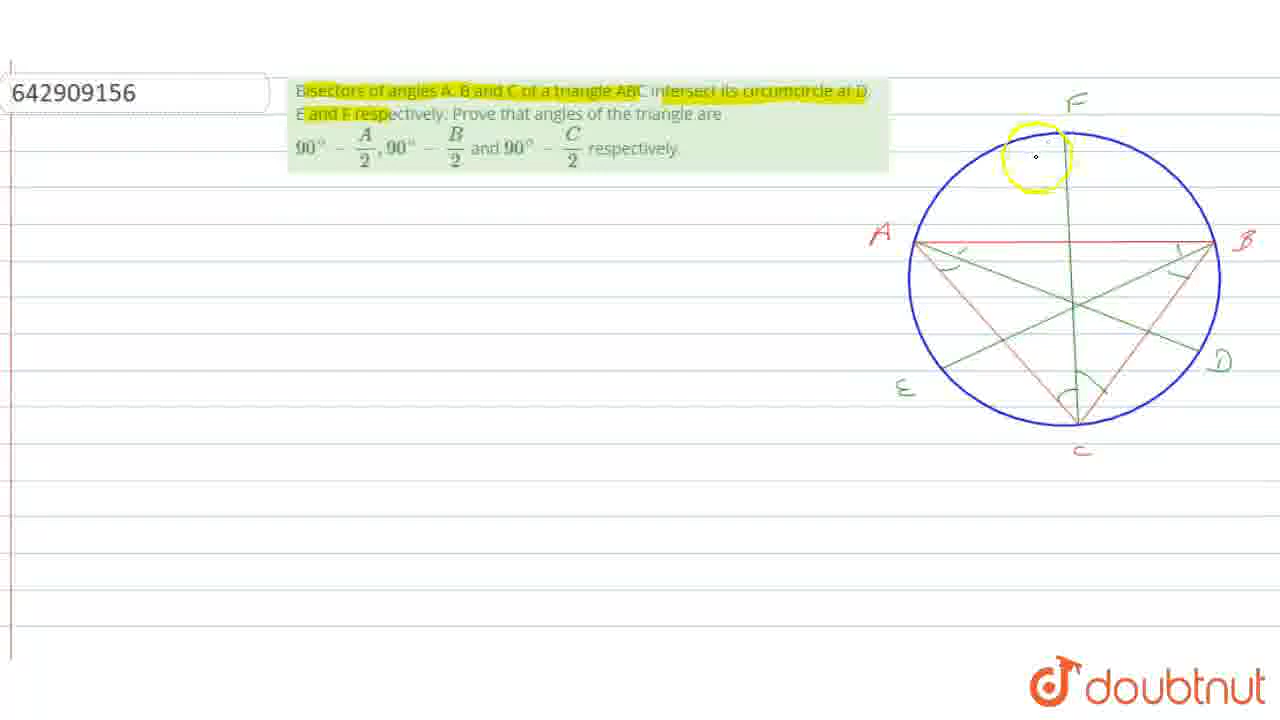 642909156
Bisectors of angles A, B and C of a triangle ABC intersect its circumcircle at D,
E and F respectively. Prove that angles of the triangle are
90° − A/2, 90° − B/2 and 90° − C/2 respectively.
F
A
B
E
D
C
doubtnut